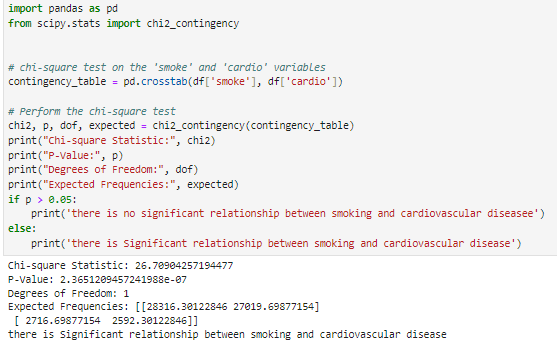 import pandas as pd
from scipy.stats import chi2_contingency
# chi-square test on the 'smoke' and 'cardio' variables
contingency_table = pd.crosstab(df['smoke'], df['cardio'])
# Perform the chi-square test
chi2, p, dof, expected = chi2_contingency(contingency_table)
print("Chi-square Statistic:", chi2)
print("P-Value:", p)
print("Degrees of Freedom:", dof)
print("Expected Frequencies:", expected)
if p > 0.05:
    print('there is no significant relationship between smoking and cardiovascular diseasee')
else:
    print('there is Significant relationship between smoking and cardiovascular disease')
Chi-square Statistic: 26.70904257194477
P-Value: 2.3651209457241988e-07
Degrees of Freedom: 1
Expected Frequencies: [[28316.30122846 27019.69877154]
 [ 2716.69877154  2592.30122846]]
there is Significant relationship between smoking and cardiovascular disease